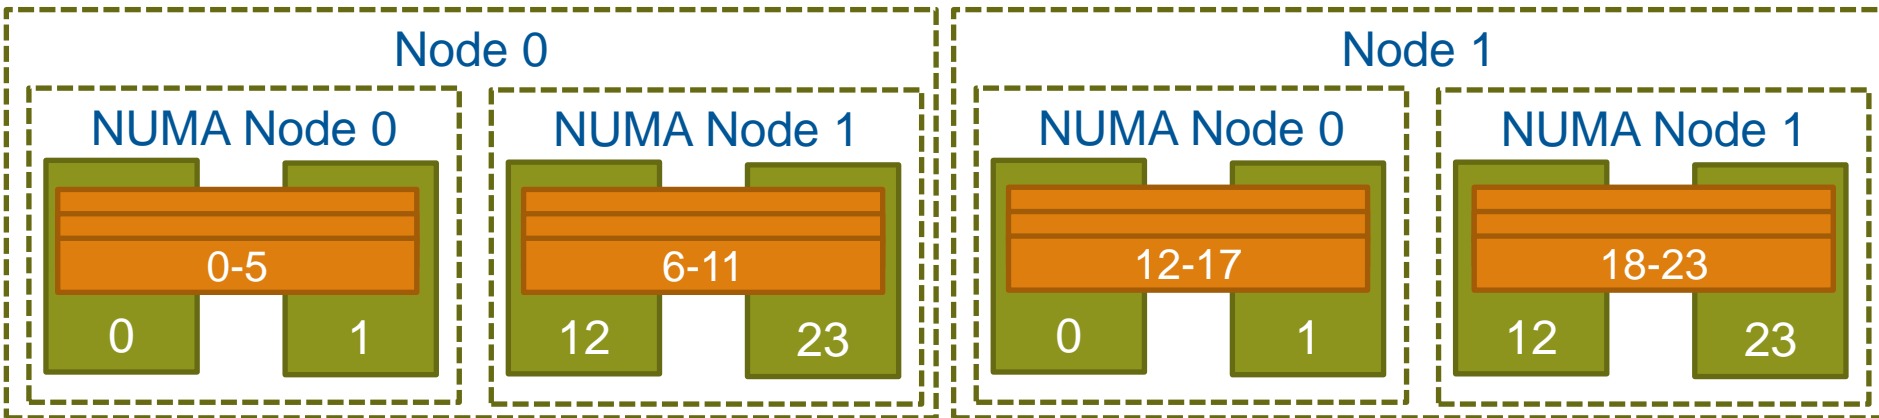 Node 0
NUMA Node 0
0-5
0
1
NUMA Node 1
6-11
12
23
Node 1
NUMA Node 0
12-17
0
1
NUMA Node 1
18-23
12
23